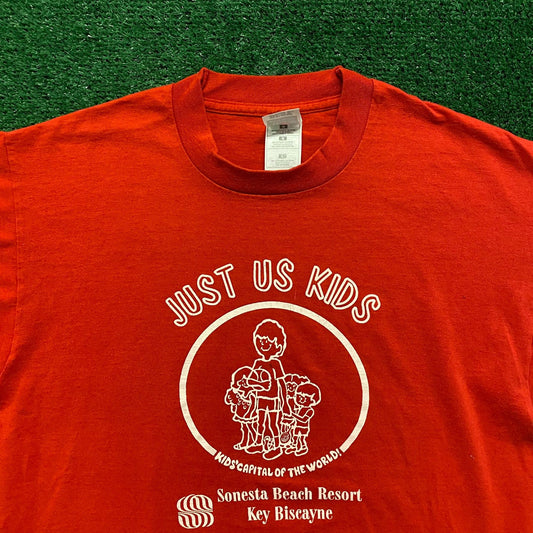 JUST US KIDS
KIDS' CAPITAL OF THE WORLD!
Sonesta Beach Resort
Key Biscayne